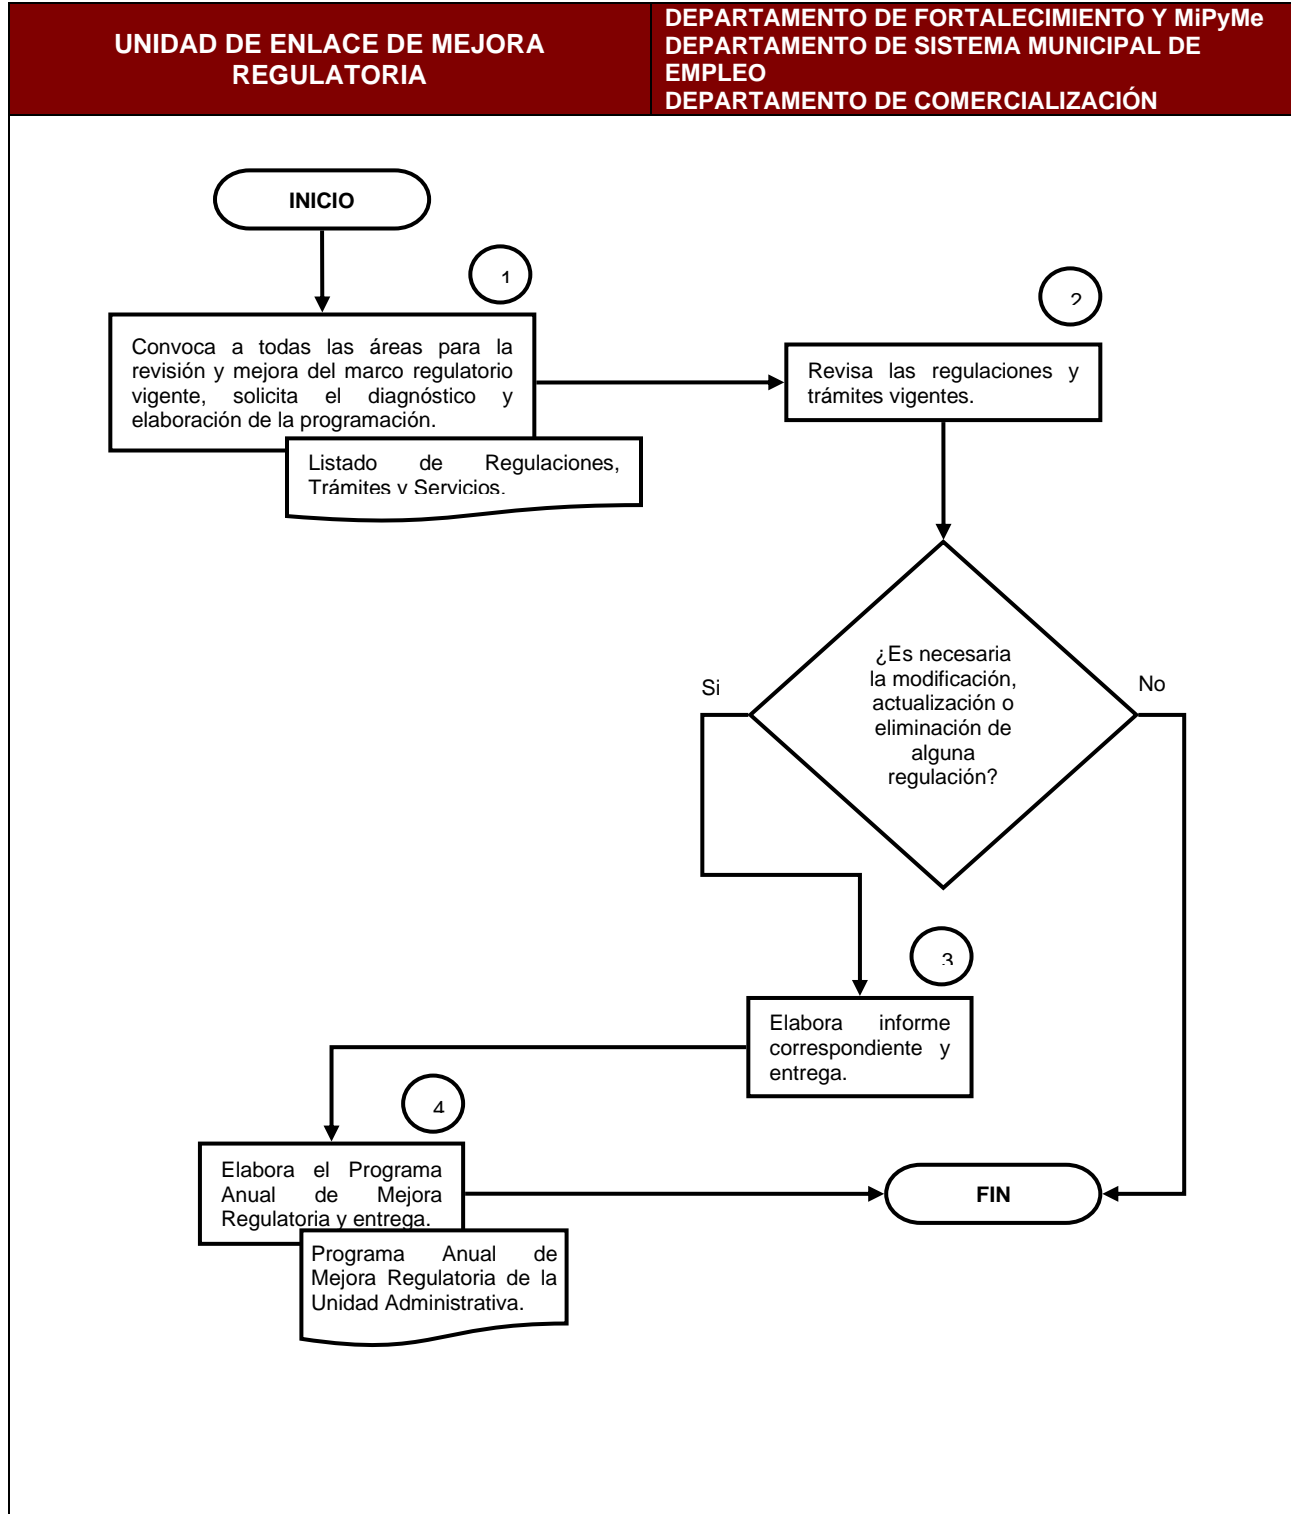 UNIDAD DE ENLACE DE MEJORA
REGULATORIA
DEPARTAMENTO DE FORTALECIMIENTO Y MiPyMe
DEPARTAMENTO DE SISTEMA MUNICIPAL DE
EMPLEO
DEPARTAMENTO DE COMERCIALIZACIÓN
INICIO
1
Convoca a todas las áreas para la
revisión y mejora del marco regulatorio
vigente, solicita el diagnóstico y
elaboración de la programación.
Listado de Regulaciones,
Trámites y Servicios.
2
Revisa las regulaciones y
trámites vigentes.
¿Es necesaria
la modificación,
actualización o
eliminación de
alguna
regulación?
Si
No
3
Elabora informe
correspondiente y
entrega.
4
Elabora el Programa
Anual de Mejora
Regulatoria y entrega.
Programa Anual de
Mejora Regulatoria de la
Unidad Administrativa.
FIN